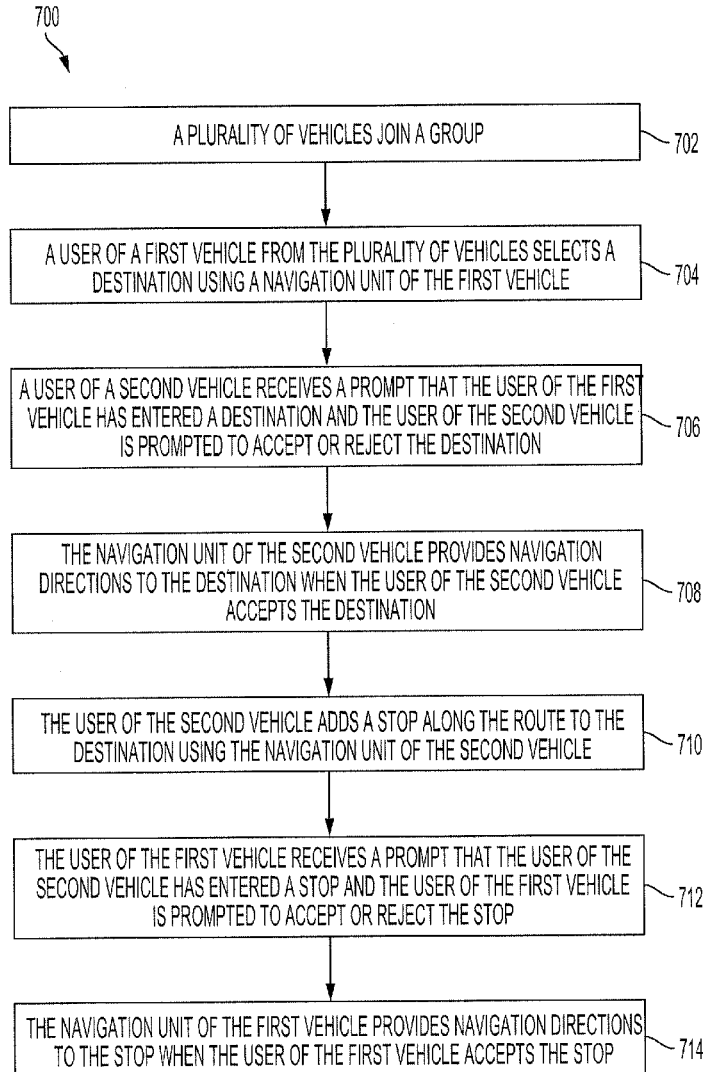 700
A PLURALITY OF VEHICLES JOIN A GROUP
702
A USER OF A FIRST VEHICLE FROM THE PLURALITY OF VEHICLES SELECTS A
DESTINATION USING A NAVIGATION UNIT OF THE FIRST VEHICLE
704
A USER OF A SECOND VEHICLE RECEIVES A PROMPT THAT THE USER OF THE FIRST
VEHICLE HAS ENTERED A DESTINATION AND THE USER OF THE SECOND VEHICLE
IS PROMPTED TO ACCEPT OR REJECT THE DESTINATION
706
THE NAVIGATION UNIT OF THE SECOND VEHICLE PROVIDES NAVIGATION
DIRECTIONS TO THE DESTINATION WHEN THE USER OF THE SECOND VEHICLE
ACCEPTS THE DESTINATION
708
THE USER OF THE SECOND VEHICLE ADDS A STOP ALONG THE ROUTE TO THE
DESTINATION USING THE NAVIGATION UNIT OF THE SECOND VEHICLE
710
THE USER OF THE FIRST VEHICLE RECEIVES A PROMPT THAT THE USER OF THE
SECOND VEHICLE HAS ENTERED A STOP AND THE USER OF THE FIRST VEHICLE
IS PROMPTED TO ACCEPT OR REJECT THE STOP
712
THE NAVIGATION UNIT OF THE FIRST VEHICLE PROVIDES NAVIGATION DIRECTIONS
TO THE STOP WHEN THE USER OF THE FIRST VEHICLE ACCEPTS THE STOP
714